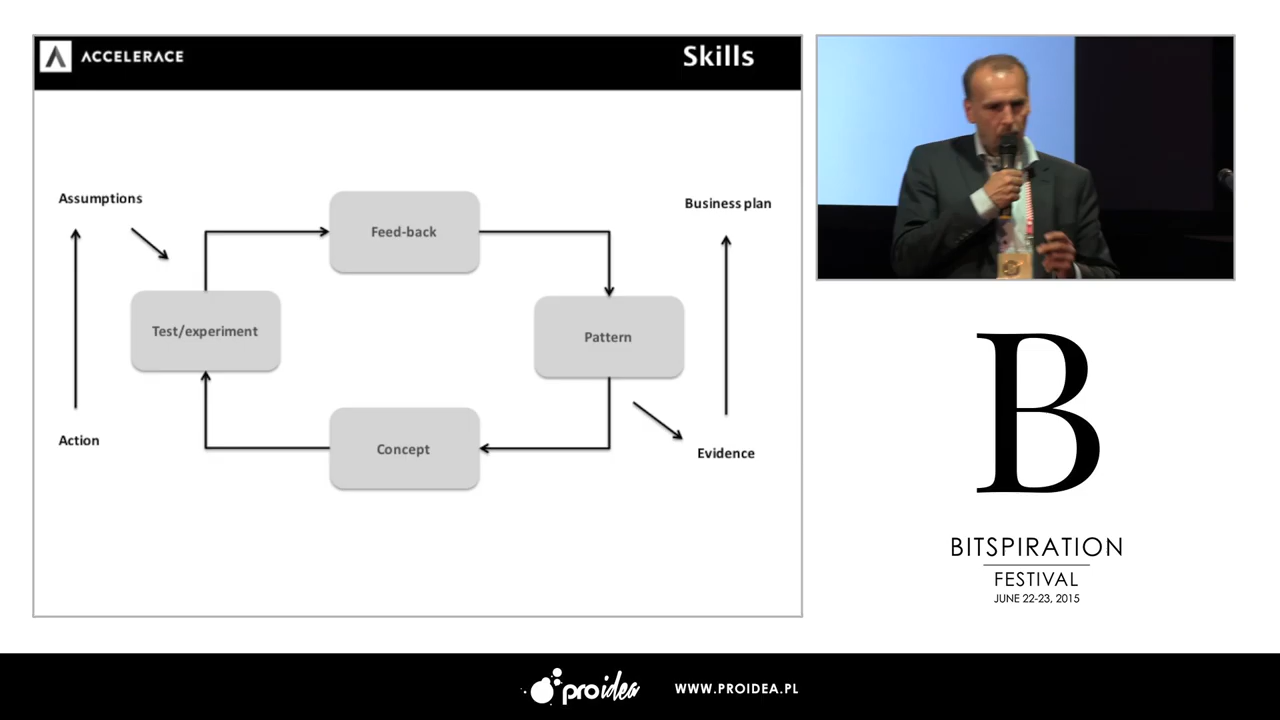 ACCELERACE
Skills
Assumptions
Feed-back
Business plan
Test/experiment
Pattern
Action
Concept
Evidence
B
BITSPIRATION
FESTIVAL
JUNE 22-23, 2015
proidea
WWW.PROIDEA.PL